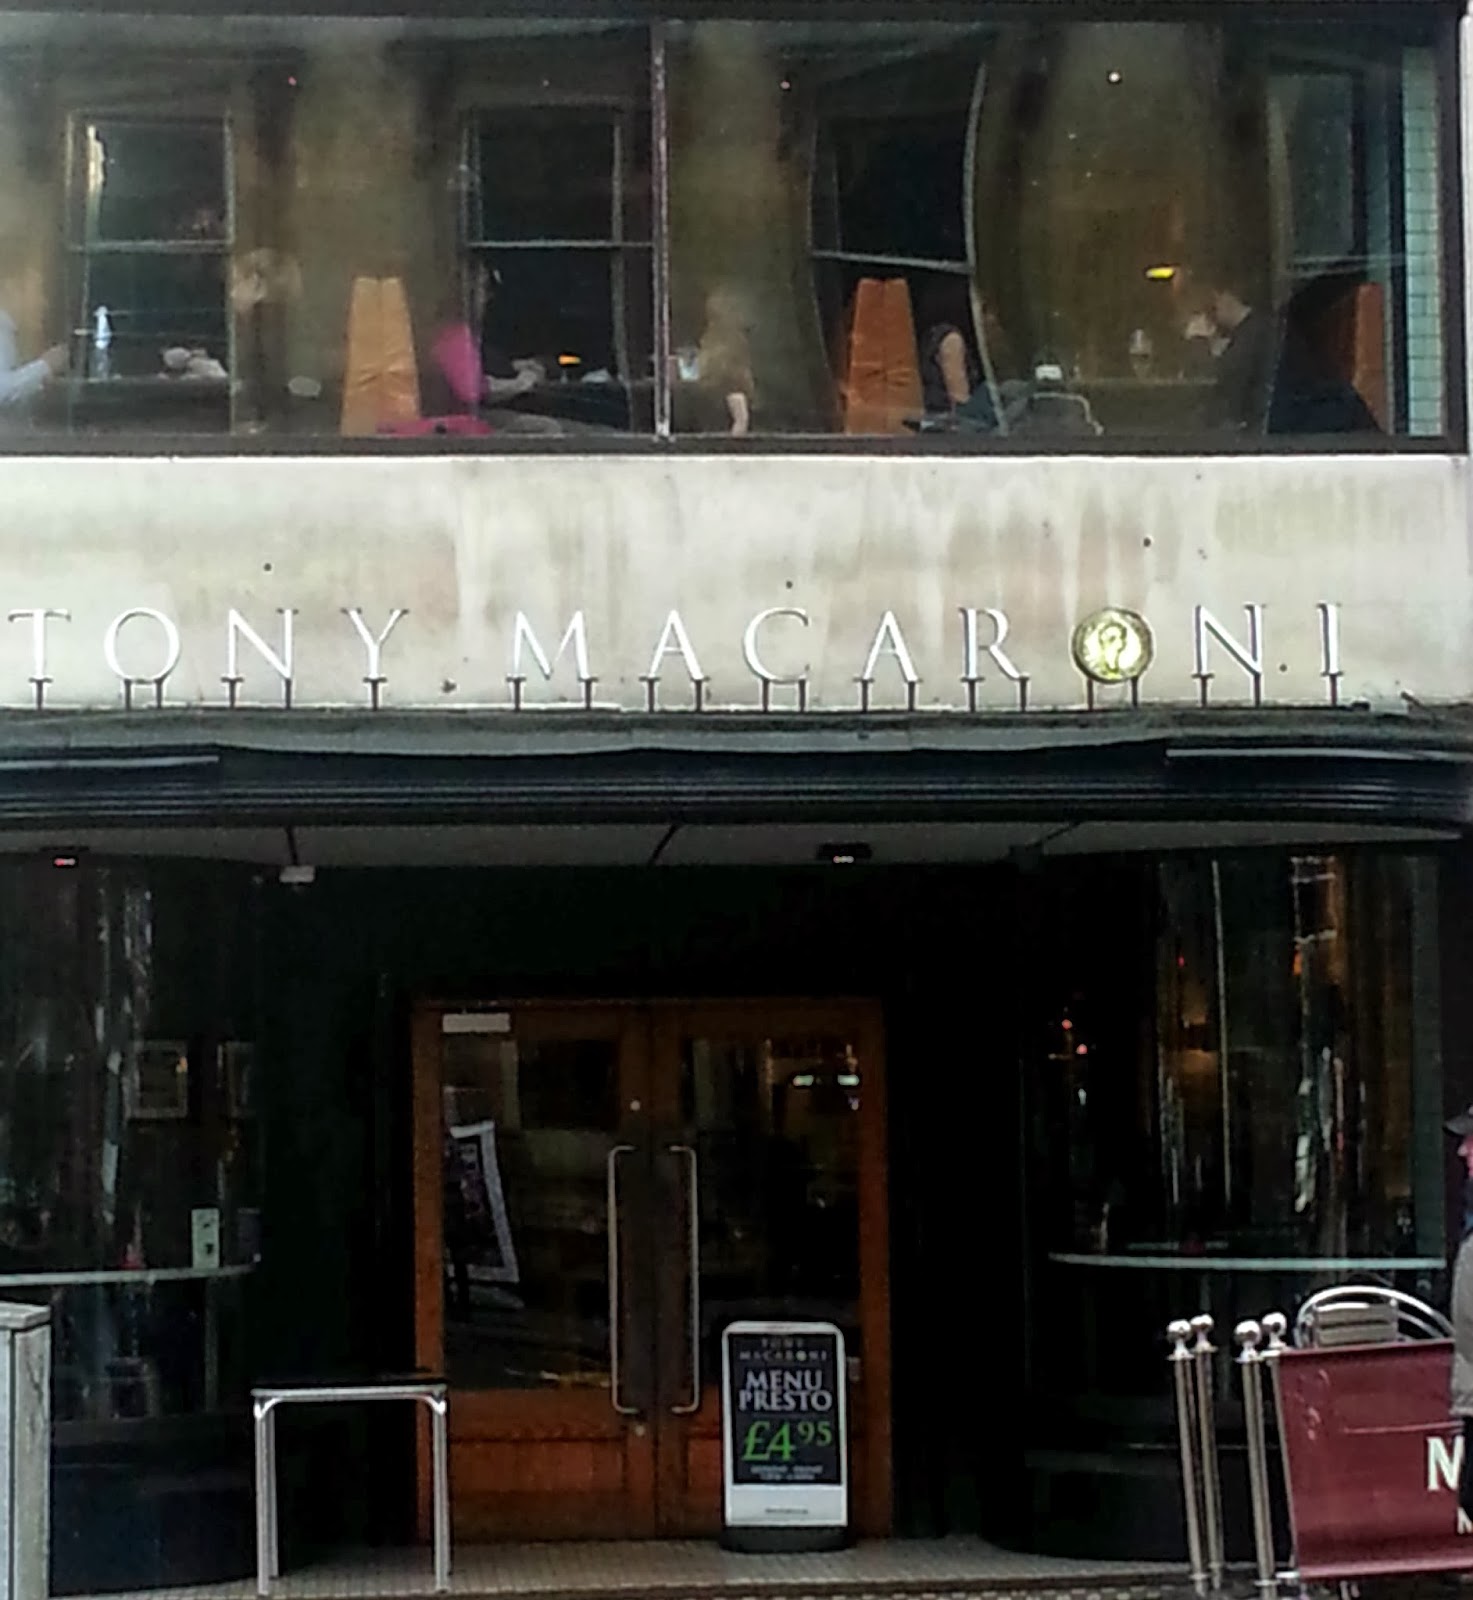 TONY MACARONI
TONY
MACARONI
MENU
PRESTO
£4.95
M